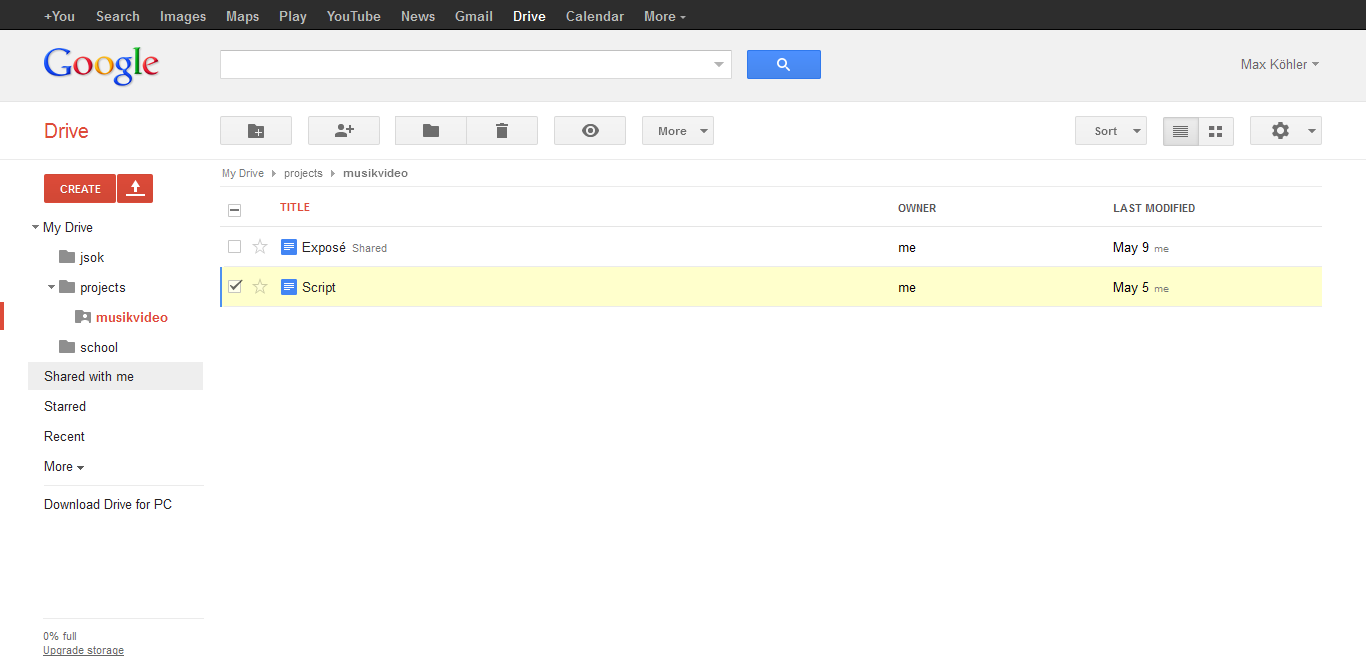 +You Search Images Maps Play YouTube News Gmail Drive Calendar More
Google
Max Köhler
Drive
More
Sort
CREATE
My Drive
jsok
projects
musikvideo
school
Shared with me
Starred
Recent
More
Download Drive for PC
0% full
Upgrade storage
My Drive projects musikvideo
TITLE OWNER LAST MODIFIED
Exposé Shared me May 9 me
Script me May 5 me